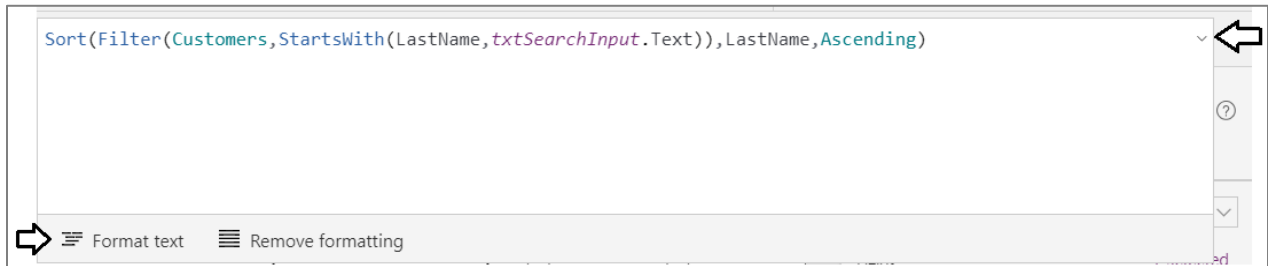 Sort(Filter(Customers,StartsWith(LastName,txtSearchInput.Text)),LastName,Ascending)
Format text Remove formatting